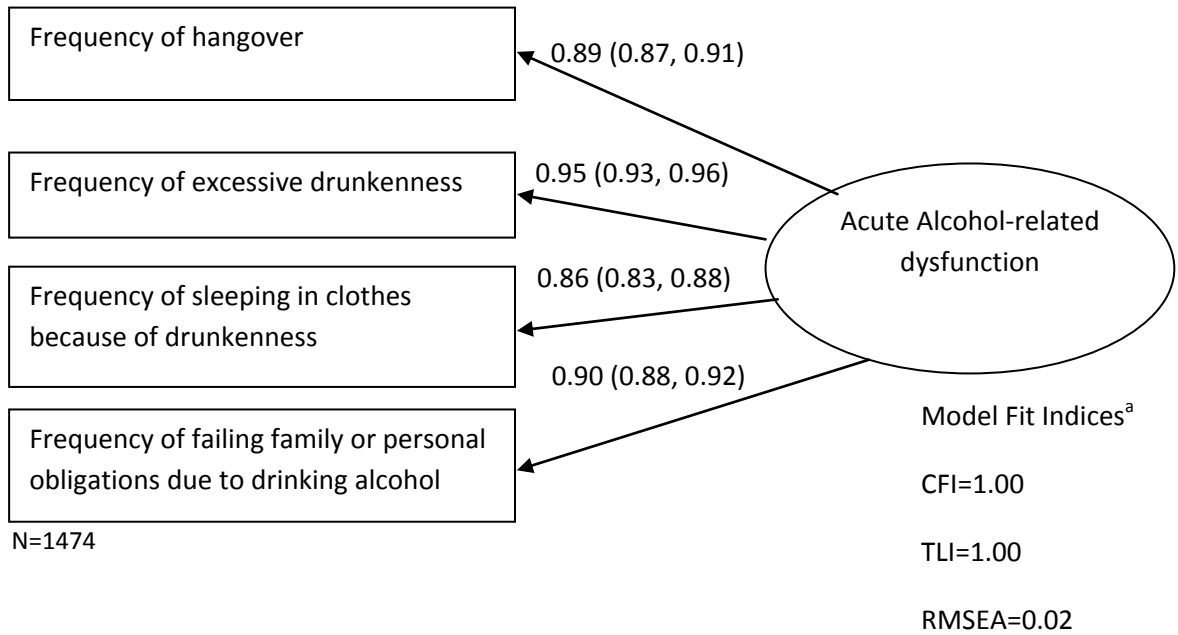 Frequency of hangover
0.89 (0.87, 0.91)
Frequency of excessive drunkenness
0.95 (0.93, 0.96)
Acute Alcohol-related
dysfunction
Frequency of sleeping in clothes
because of drunkenness
0.86 (0.83, 0.88)
0.90 (0.88, 0.92)
Frequency of failing family or personal
obligations due to drinking alcohol
N=1474
Model Fit Indicesᵃ
CFI=1.00
TLI=1.00
RMSEA=0.02